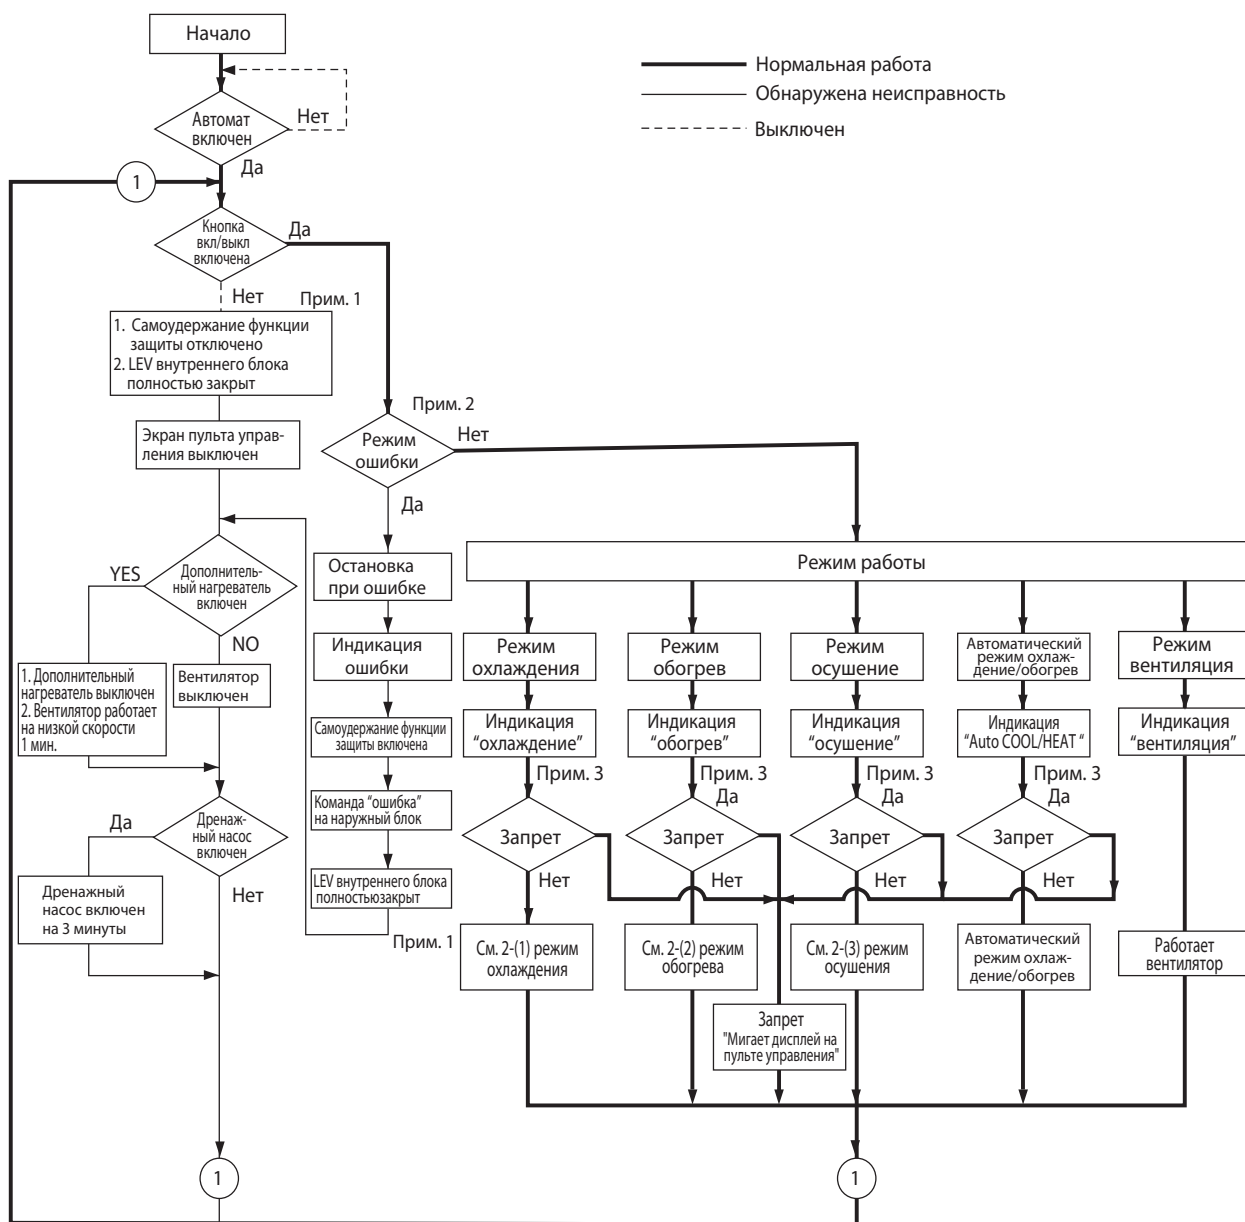 Начало
Нормальная работа
Обнаружена неисправность
Выключен
Автомат
включен
Нет
Да
1
Кнопка
вкл/выкл
включена
Да
Нет
Прим. 1
1. Самоудержание функции
защиты отключено
2. LEV внутреннего блока
полностью закрыт
Прим. 2
Экран пульта управ-
ления выключен
Режим
ошибки
Нет
Да
Дополнитель-
ный нагреватель
включен
YES
NO
Остановка
при ошибке
Режим работы
1. Дополнительный
нагреватель выключен
2. Вентилятор работает
на низкой скорости
1 мин.
Вентилятор
выключен
Индикация
ошибки
Режим
охлаждения
Режим
обогрев
Режим
осушение
Автоматический
режим охлаж-
дение/обогрев
Режим
вентиляция
Самоудержание функции
защиты включена
Индикация
“охлаждение”
Индикация
“обогрев”
Индикация
“осушение”
Индикация
“Auto COOL/HEAT “
Индикация
“вентиляция”
Прим. 3
Прим. 3
Прим. 3
Прим. 3
Команда “ошибка”
на наружный блок
Да
Да
Да
Дренаж-
ный насос
включен
Да
Нет
Запрет
Запрет
Запрет
Запрет
Нет
Нет
Нет
Нет
Дренажный
насос включен
на 3 минуты
LEV внутреннего блока
полностьюзакрыт
Прим. 1
См. 2-(1) режим
охлаждения
См. 2-(2) режим
обогрева
См. 2-(3) режим
осушения
Автоматический
режим охлаж-
дение/обогрев
Работает
вентилятор
Запрет
"Мигает дисплей на
пульте управления"
1
1